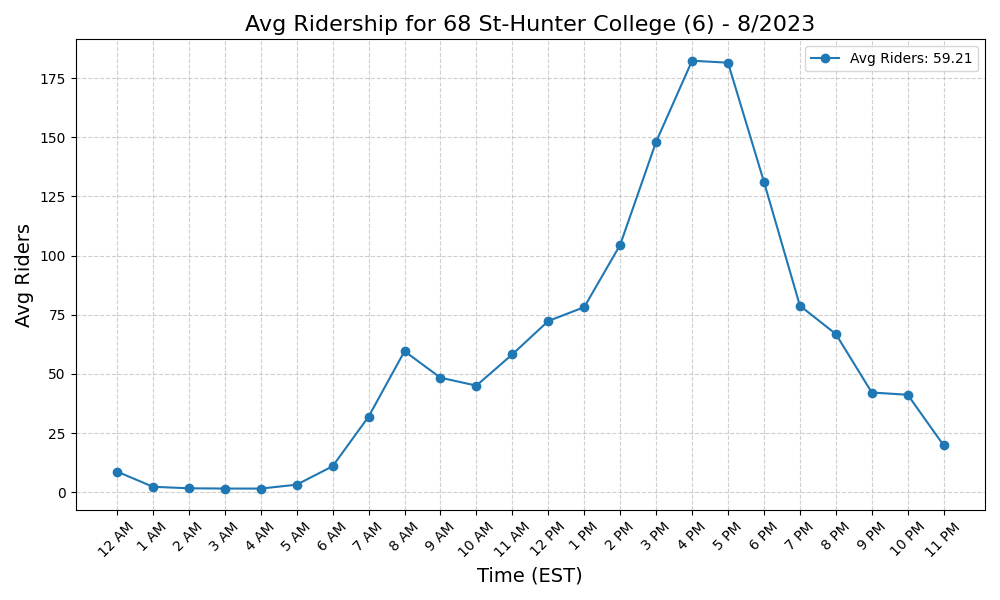 Avg Ridership for 68 St-Hunter College (6) - 8/2023
Avg Riders: 59.21
Avg Riders
175
150
125
100
75
50
25
0
12 AM
1 AM
2 AM
3 AM
4 AM
5 AM
6 AM
7 AM
8 AM
9 AM
10 AM
11 AM
12 PM
1 PM
2 PM
3 PM
4 PM
5 PM
6 PM
7 PM
8 PM
9 PM
10 PM
11 PM
Time (EST)